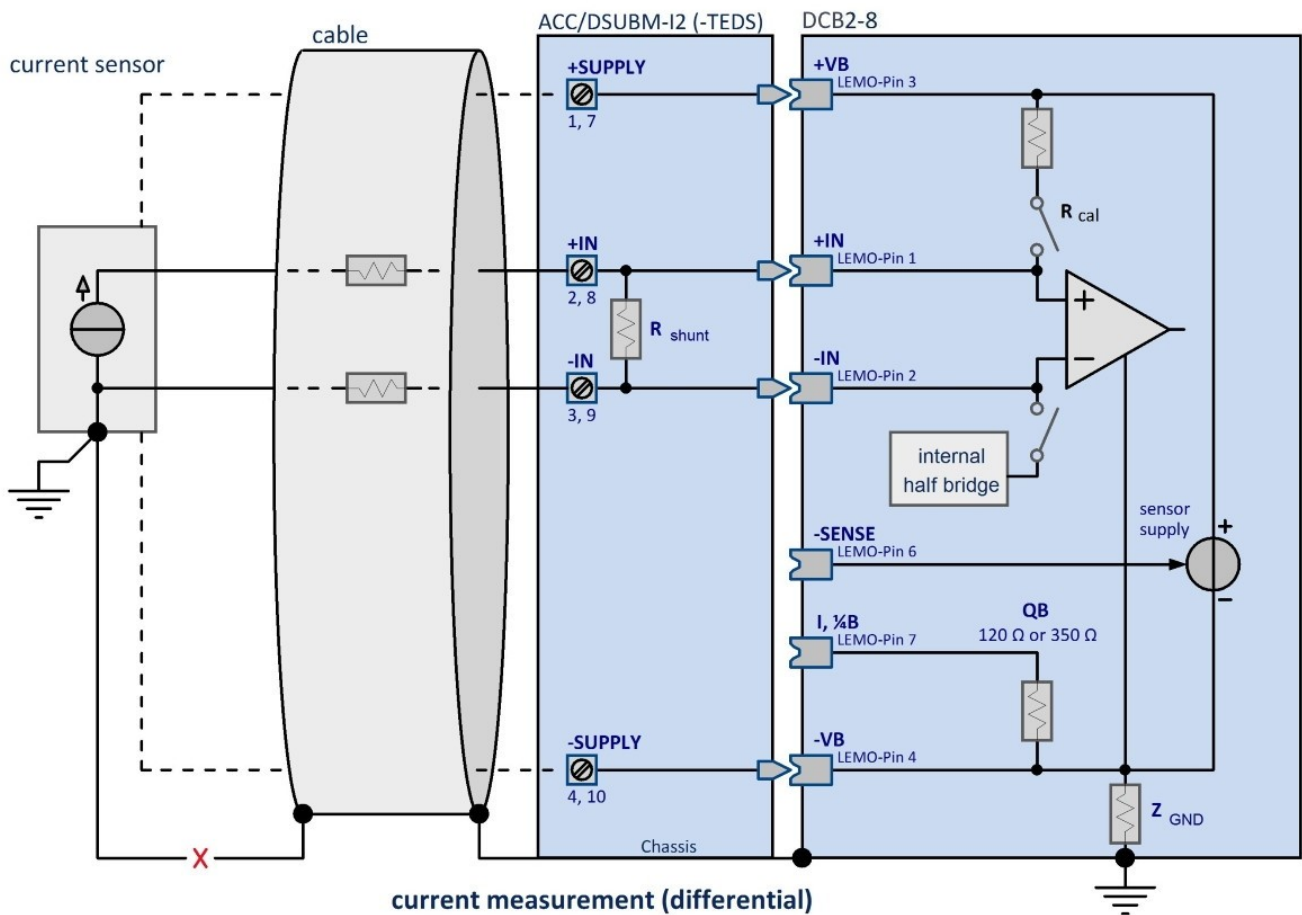 ACC/DSUBM-I2 (-TEDS)
DCB2-8
cable
current sensor
+SUPPLY
1, 7
+VB
LEMO-Pin 3
R cal
+IN
2, 8
+IN
LEMO-Pin 1
+
R shunt
-IN
3, 9
-IN
LEMO-Pin 2
−
internal
half bridge
-SENSE
LEMO-Pin 6
sensor
supply
+
−
I, ¼B
LEMO-Pin 7
QB
120 Ω or 350 Ω
-SUPPLY
4, 10
-VB
LEMO-Pin 4
Z GND
X
Chassis
current measurement (differential)